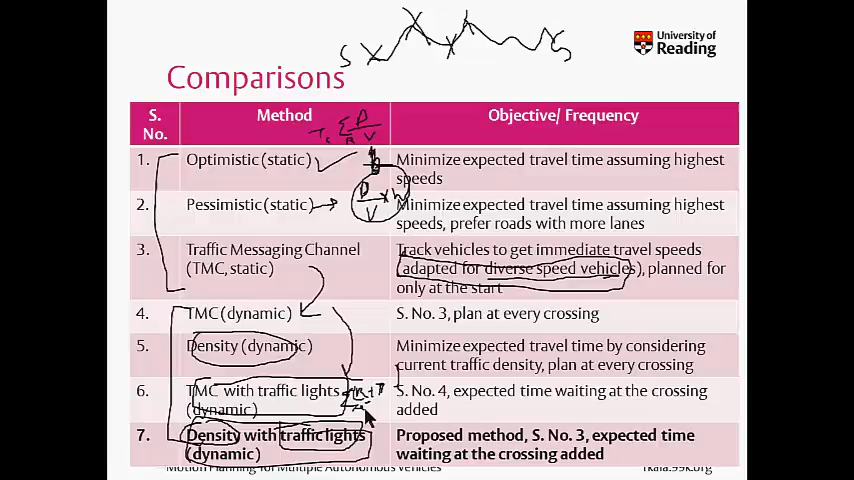 University of
Reading
Comparisons
S.
No.
Method
Objective/ Frequency
1.
Optimistic (static)
Minimize expected travel time assuming highest
speeds
2.
Pessimistic (static)
Minimize expected travel time assuming highest
speeds, prefer roads with more lanes
3.
Traffic Messaging Channel
(TMC, static)
Track vehicles to get immediate travel speeds
(adapted for diverse speed vehicles), planned for
only at the start
4.
TMC (dynamic)
S. No. 3, plan at every crossing
5.
Density (dynamic)
Minimize expected travel time by considering
current traffic density, plan at every crossing
6.
TMC with traffic lights
(dynamic)
S. No. 4, expected time waiting at the crossing
added
7.
Density with traffic lights
(dynamic)
Proposed method, S. No. 3, expected time
waiting at the crossing added
Motion Planning for Multiple Autonomous Vehicles
rkala.99k.org